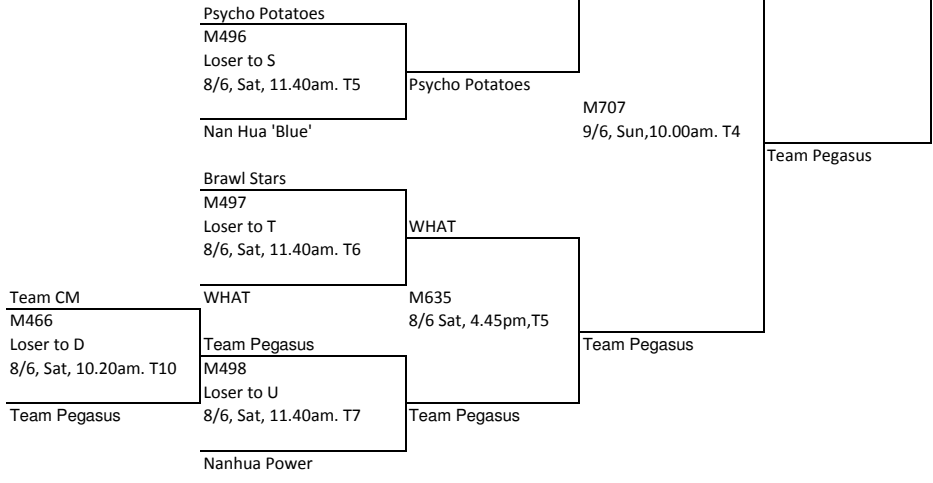 Psycho Potatoes
M496
Loser to S
8/6, Sat, 11.40am. T5
Psycho Potatoes
M707
Nan Hua 'Blue'
9/6, Sun,10.00am. T4
Team Pegasus
Brawl Stars
M497
Loser to T
WHAT
8/6, Sat, 11.40am. T6
Team CM
WHAT
M635
M466
8/6 Sat, 4.45pm,T5
Loser to D
Team Pegasus
Team Pegasus
8/6, Sat, 10.20am. T10
M498
Loser to U
Team Pegasus
8/6, Sat, 11.40am. T7
Team Pegasus
Nanhua Power